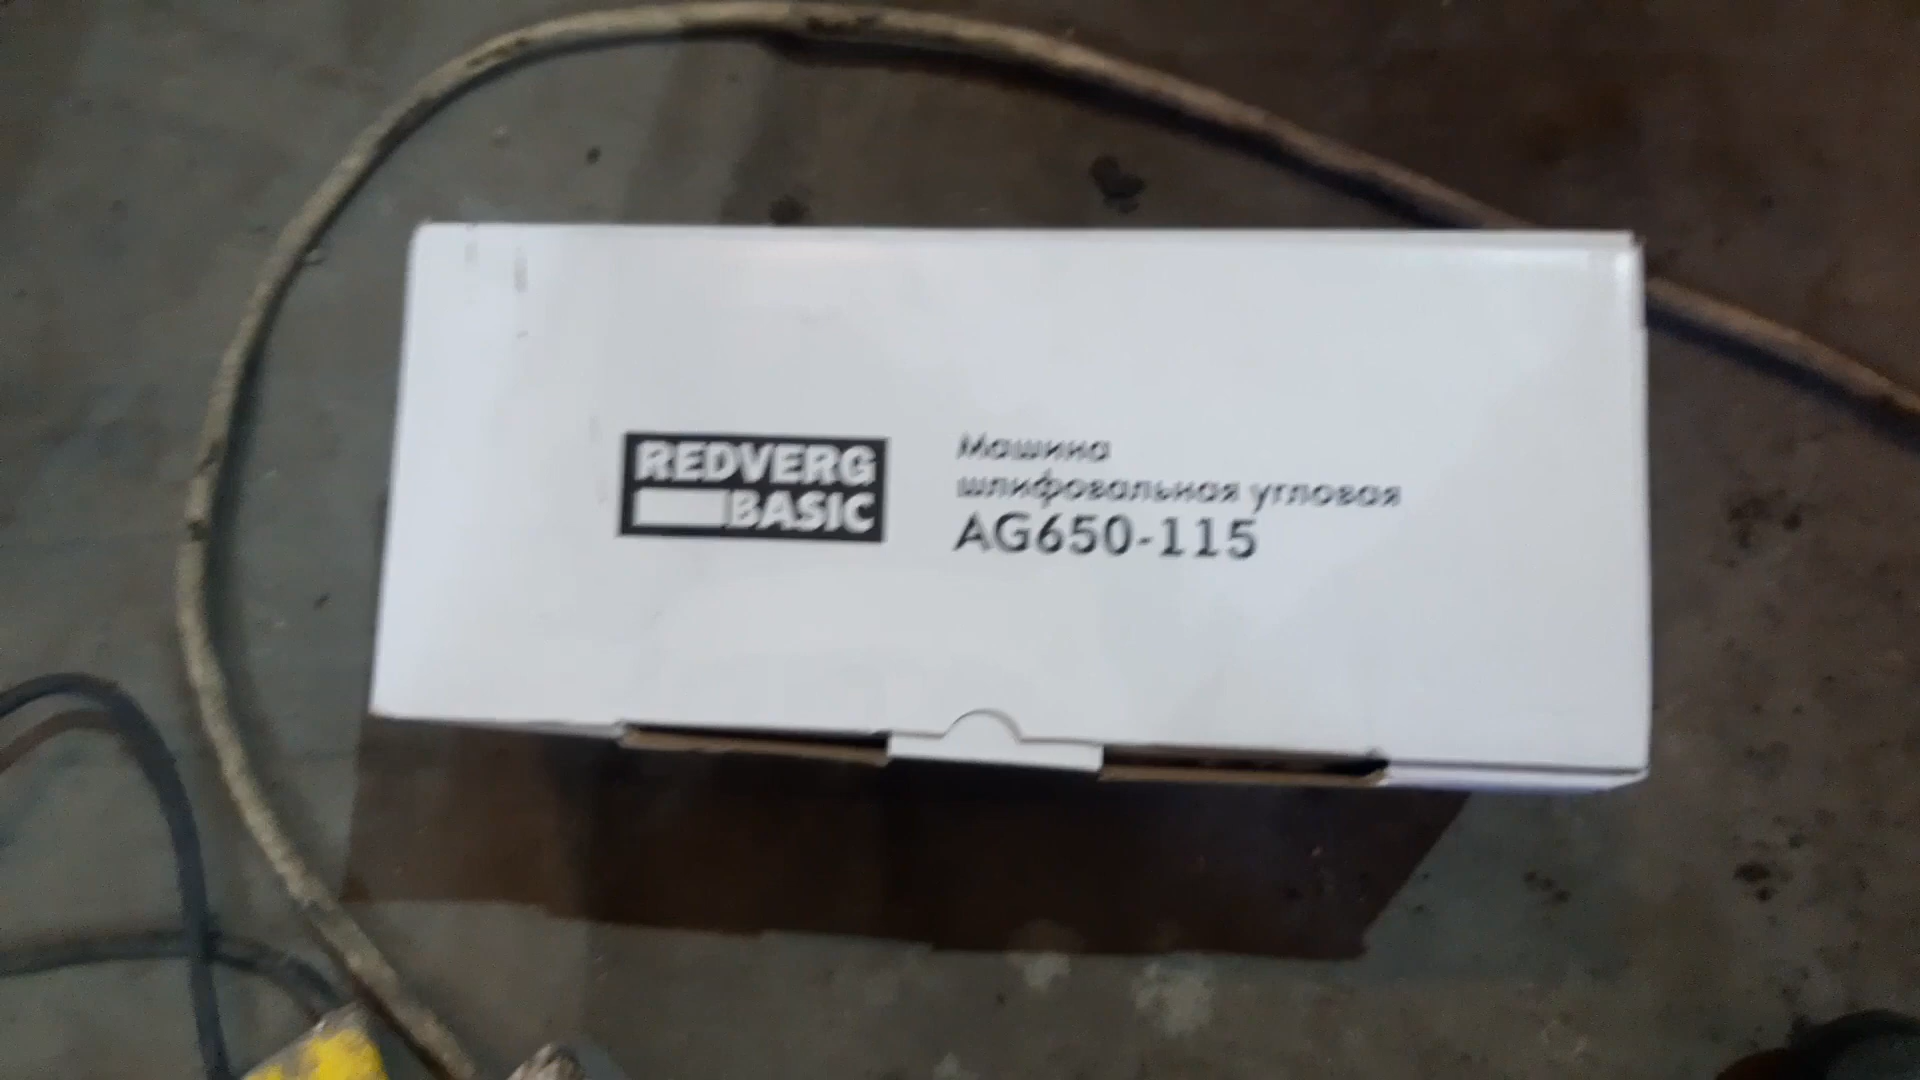 REDVERG
BASIC
Машина
шлифовальная угловая
AG650-115